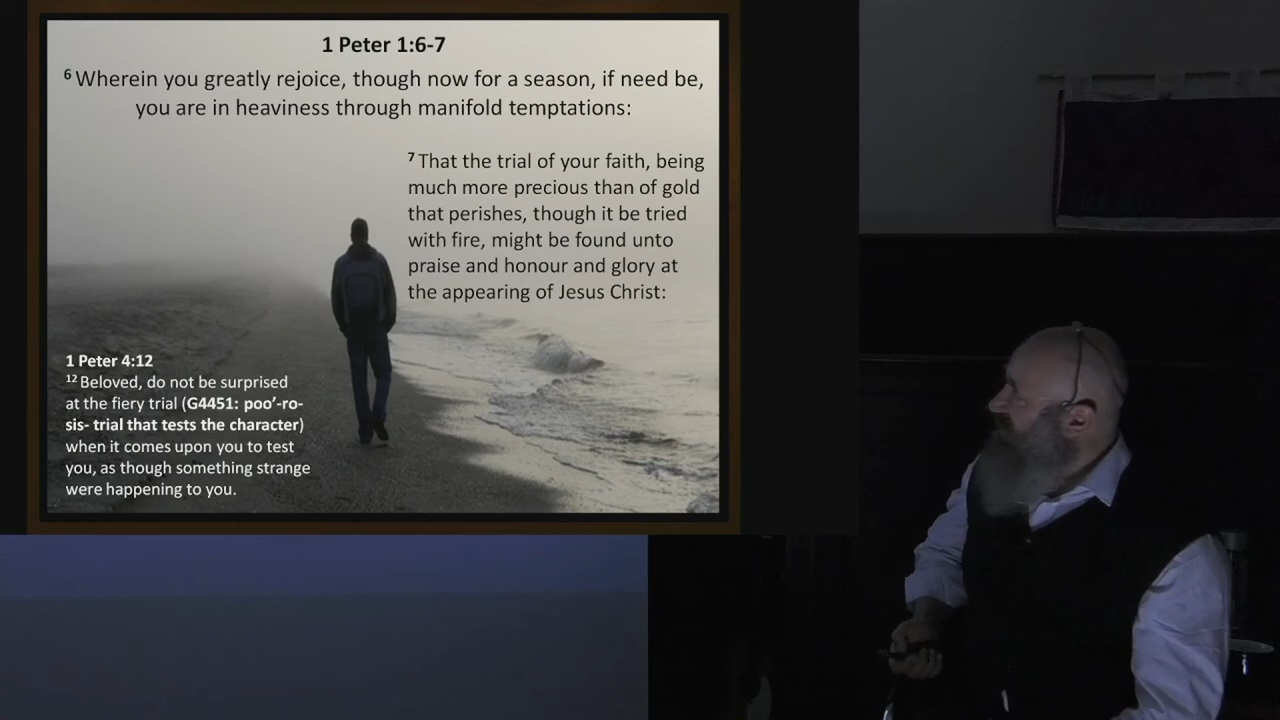 1 Peter 1:6-7
6 Wherein you greatly rejoice, though now for a season, if need be,
you are in heaviness through manifold temptations:
7 That the trial of your faith, being
much more precious than of gold
that perishes, though it be tried
with fire, might be found unto
praise and honour and glory at
the appearing of Jesus Christ:
1 Peter 4:12
12 Beloved, do not be surprised
at the fiery trial (G4451: poo’-ro-
sis- trial that tests the character)
when it comes upon you to test
you, as though something strange
were happening to you.